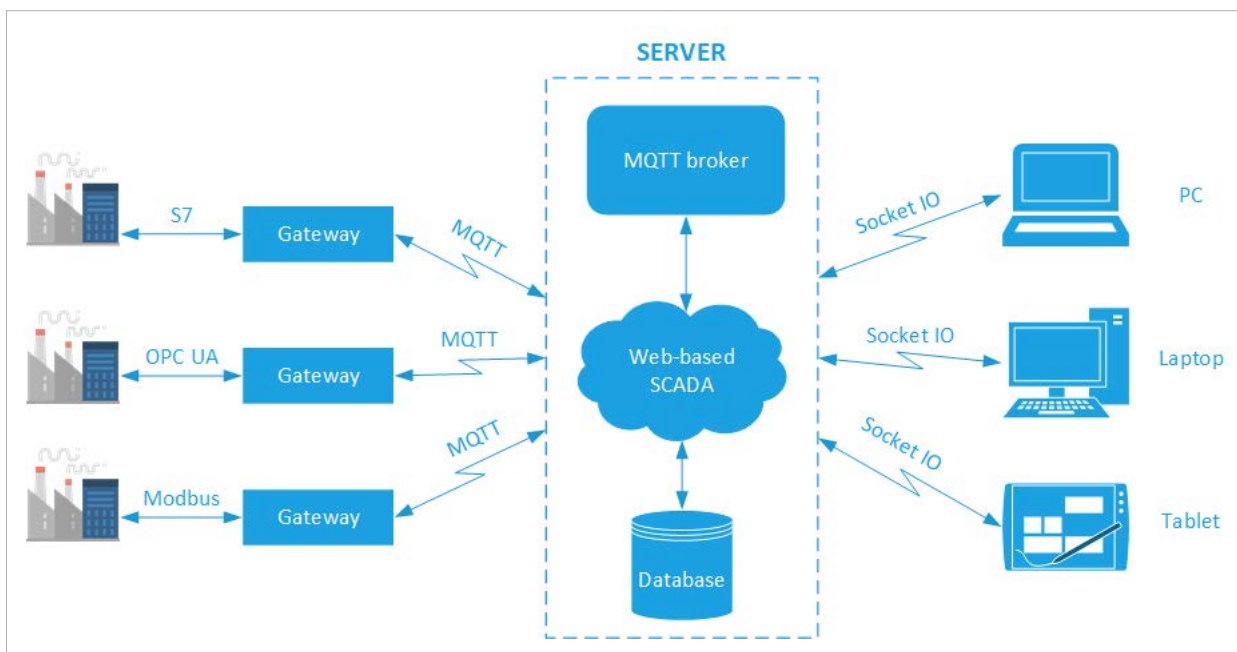 SERVER
MQTT broker
S7
Gateway
MQTT
Socket IO
PC
OPC UA
Gateway
MQTT
Web-based
SCADA
Socket IO
Laptop
Modbus
Gateway
MQTT
Socket IO
Tablet
Database